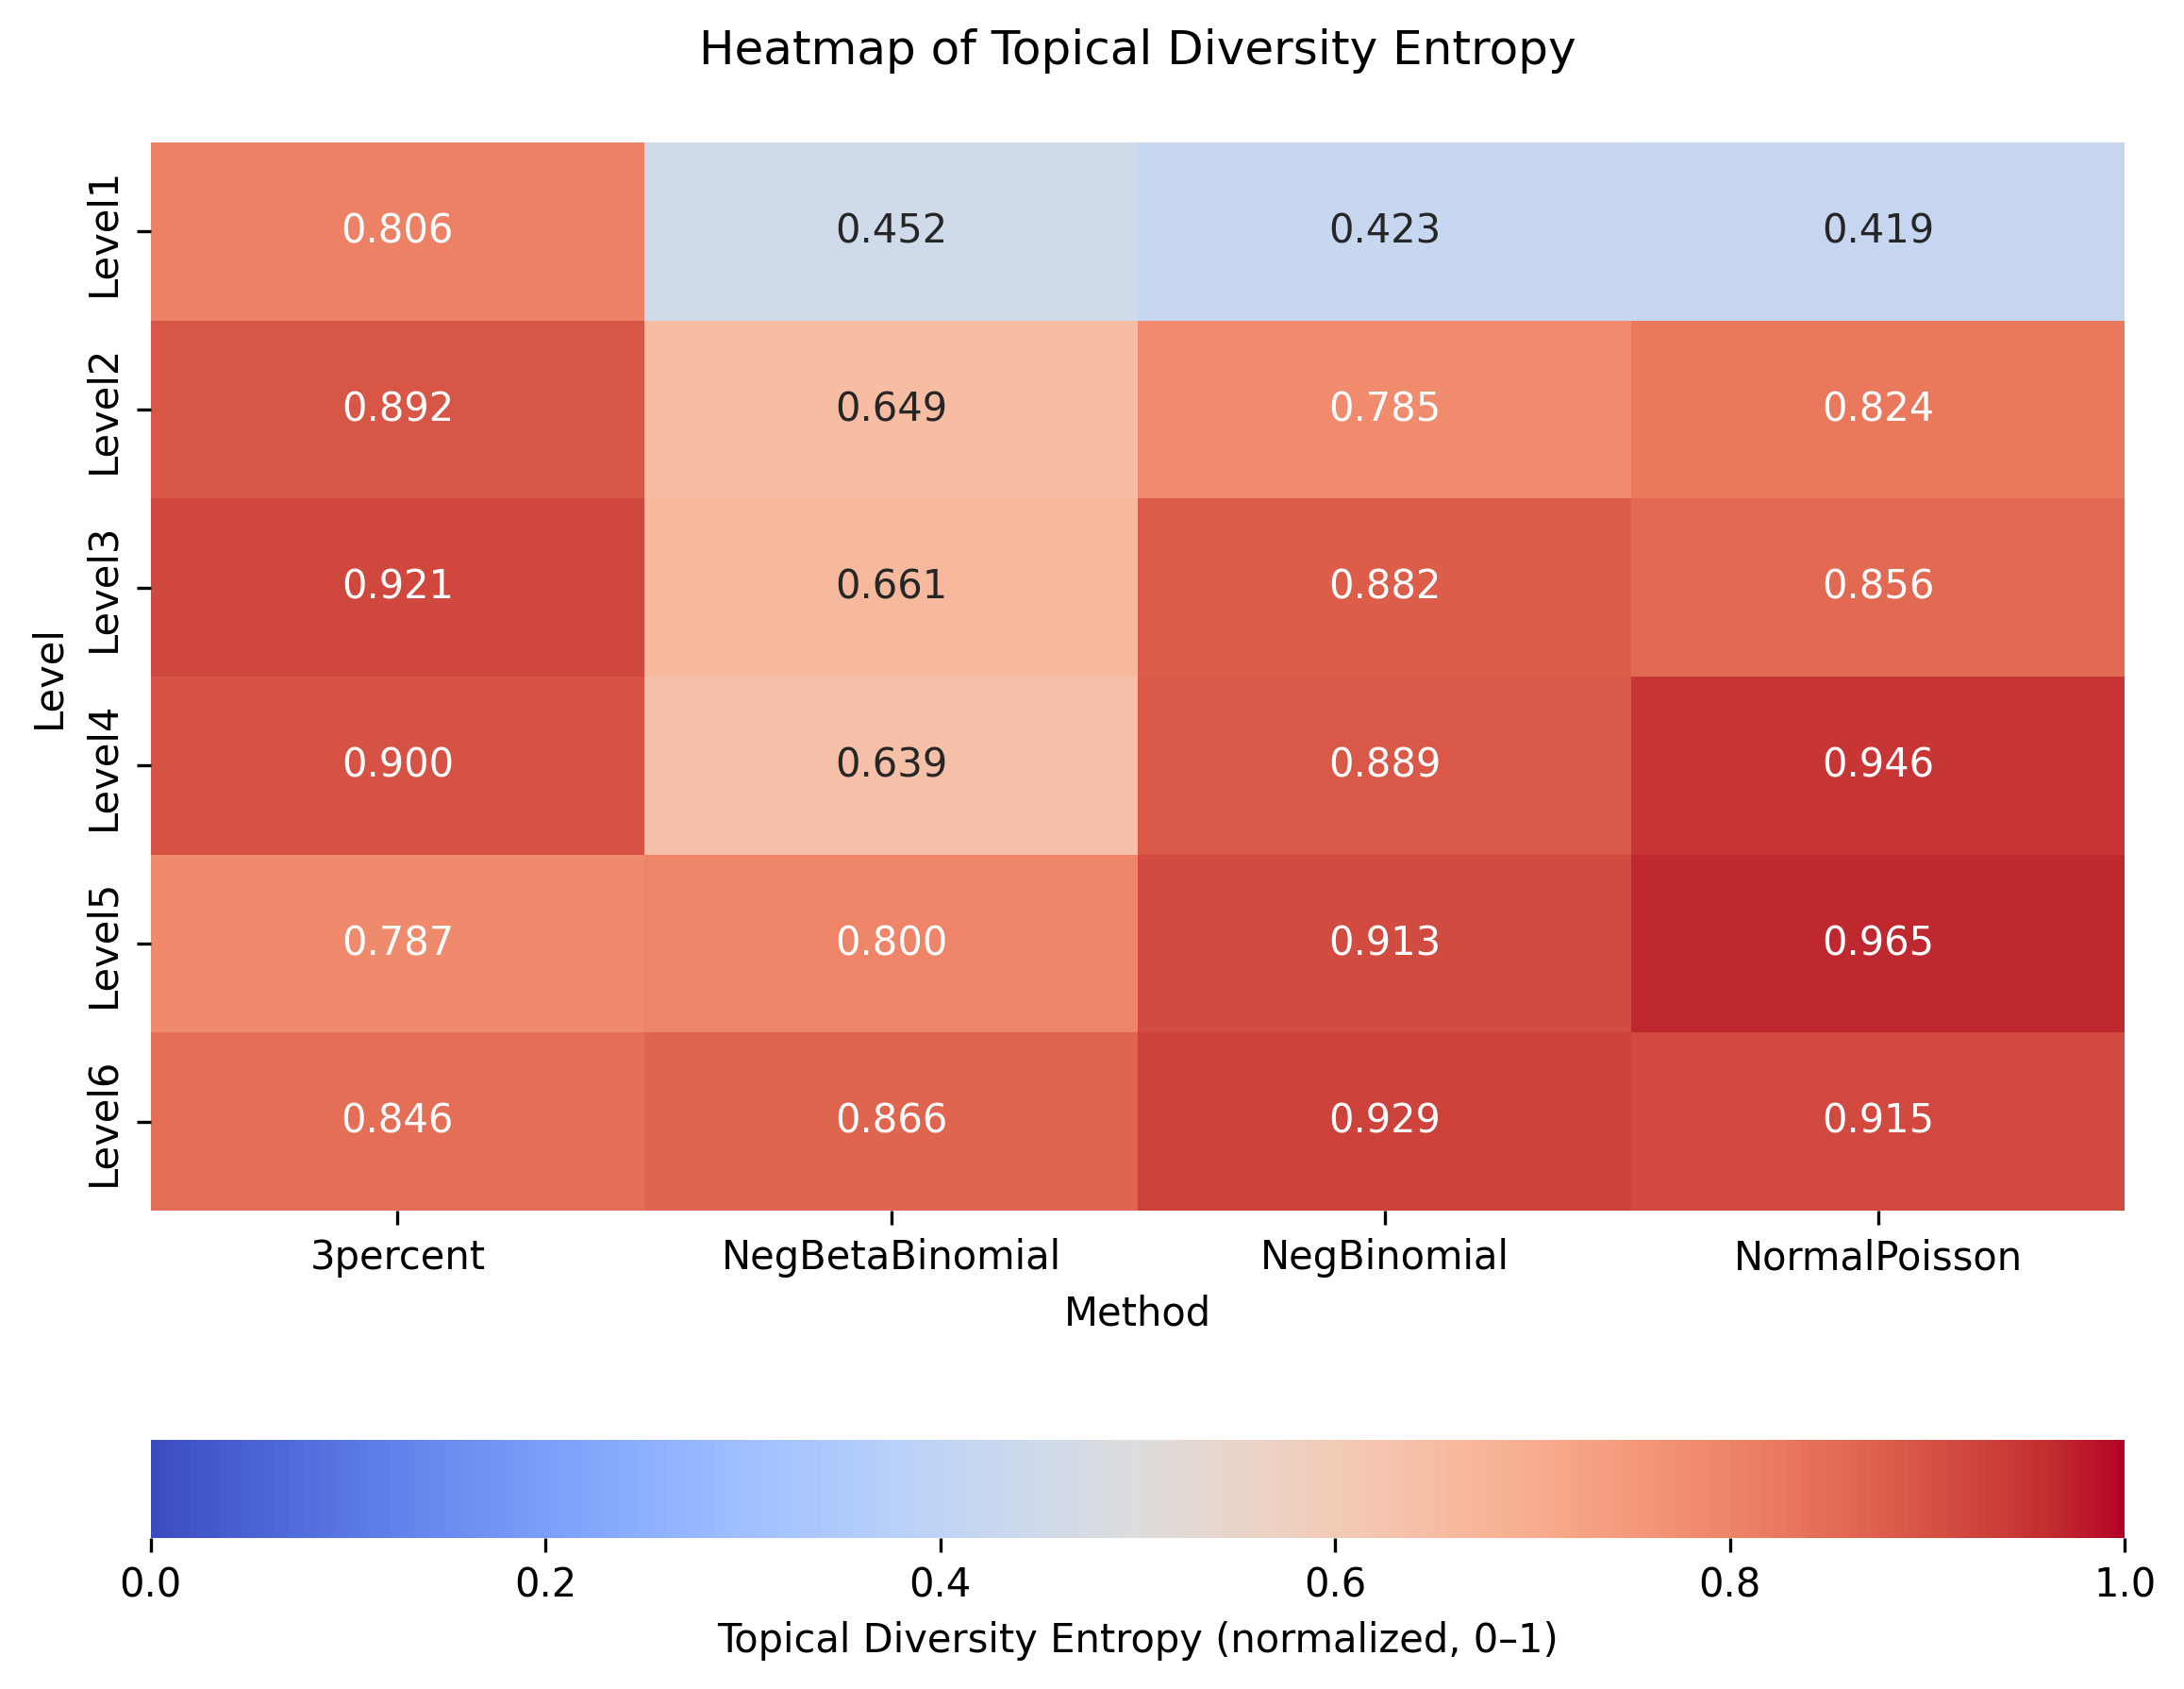 Heatmap of Topical Diversity Entropy
Level
Level1 0.806 0.452 0.423 0.419
Level2 0.892 0.649 0.785 0.824
Level3 0.921 0.661 0.882 0.856
Level4 0.900 0.639 0.889 0.946
Level5 0.787 0.800 0.913 0.965
Level6 0.846 0.866 0.929 0.915
3percent NegBetaBinomial NegBinomial NormalPoisson
Method
0.0 0.2 0.4 0.6 0.8 1.0
Topical Diversity Entropy (normalized, 0–1)